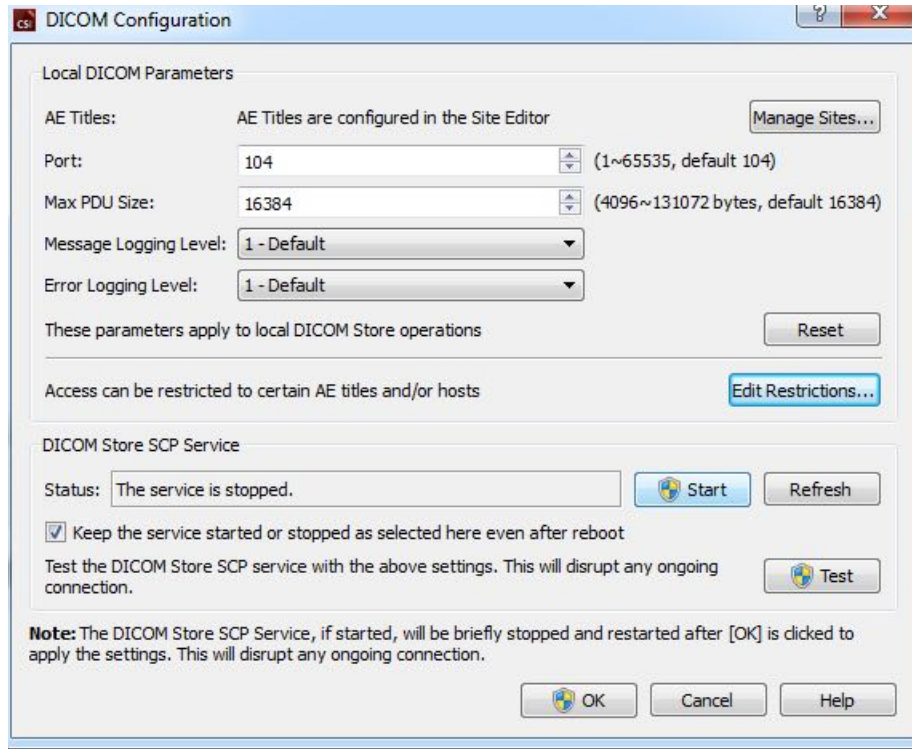 CSI DICOM Configuration
? X
Local DICOM Parameters
AE Titles: AE Titles are configured in the Site Editor Manage Sites...
Port: 104 (1~65535, default 104)
Max PDU Size: 16384 (4096~131072 bytes, default 16384)
Message Logging Level: 1 - Default
Error Logging Level: 1 - Default
These parameters apply to local DICOM Store operations Reset
Access can be restricted to certain AE titles and/or hosts Edit Restrictions...
DICOM Store SCP Service
Status: The service is stopped. Start Refresh
Keep the service started or stopped as selected here even after reboot
Test the DICOM Store SCP service with the above settings. This will disrupt any ongoing
connection.
Test
Note: The DICOM Store SCP Service, if started, will be briefly stopped and restarted after [OK] is clicked to
apply the settings. This will disrupt any ongoing connection.
OK Cancel Help